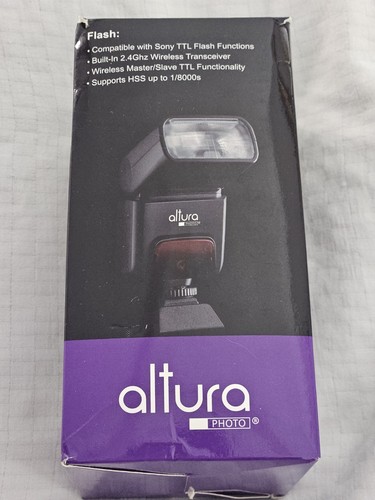 Flash:
• Compatible with Sony TTL Flash Functions
• Built-In 2.4Ghz Wireless Transceiver
• Wireless Master/Slave TTL Functionality
• Supports HSS up to 1/8000s
altura
PHOTO
altura
PHOTO ®